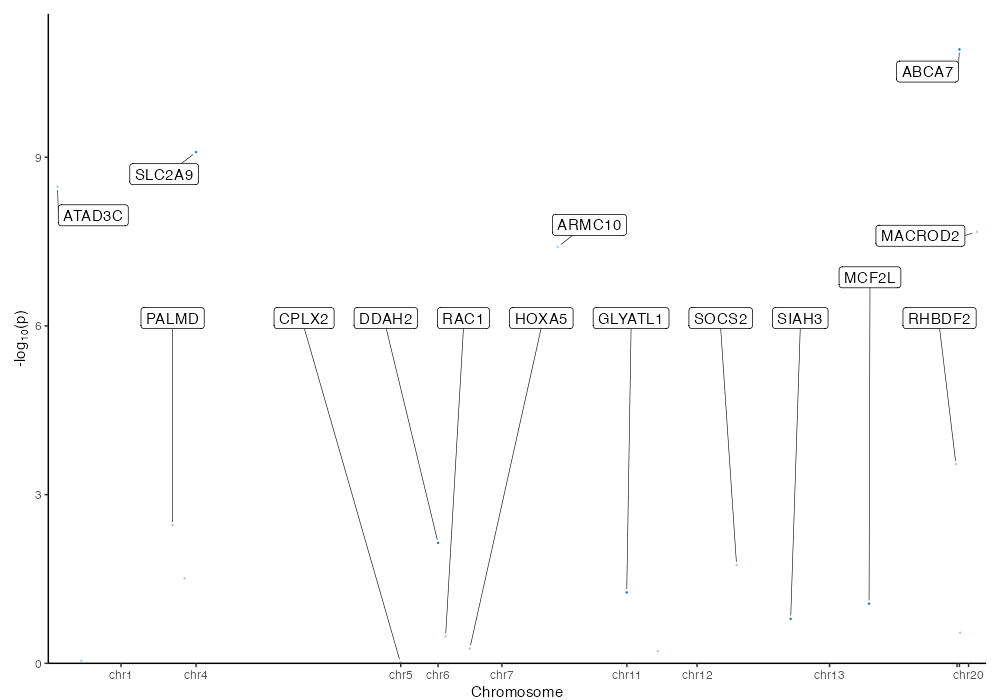 ABCA7
9
SLC2A9
ATAD3C
ARMC10
MACROD2
MCF2L
6
PALMD
CPLX2
DDAH2
RAC1
HOXA5
GLYATL1
SOCS2
SIAH3
RHBDF2
-log10(p)
3
0
chr1
chr4
chr5
chr6
chr7
chr11
chr12
chr13
chr20
Chromosome